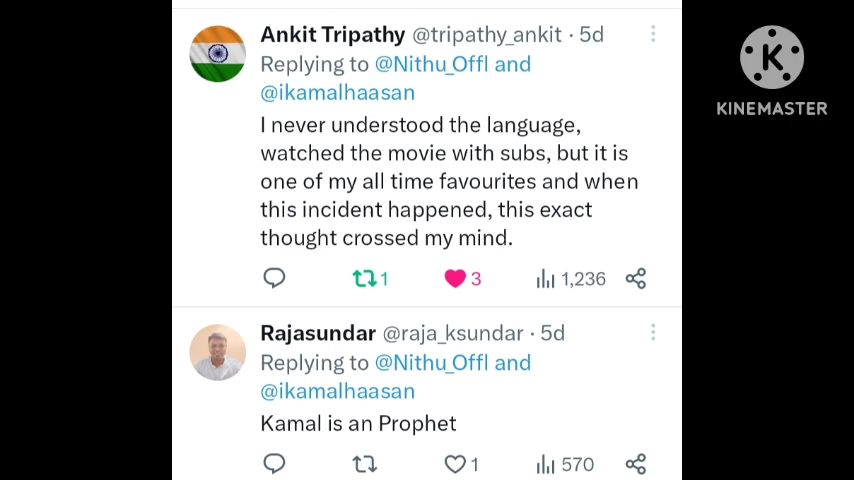 Ankit Tripathy @tripathy_ankit · 5d
Replying to @Nithu_Offl and
@ikamalhaasan
I never understood the language,
watched the movie with subs, but it is
one of my all time favourites and when
this incident happened, this exact
thought crossed my mind.
1 3 1,236
Rajasundar @raja_ksundar · 5d
Replying to @Nithu_Offl and
@ikamalhaasan
Kamal is an Prophet
1 570
K
KINEMASTER